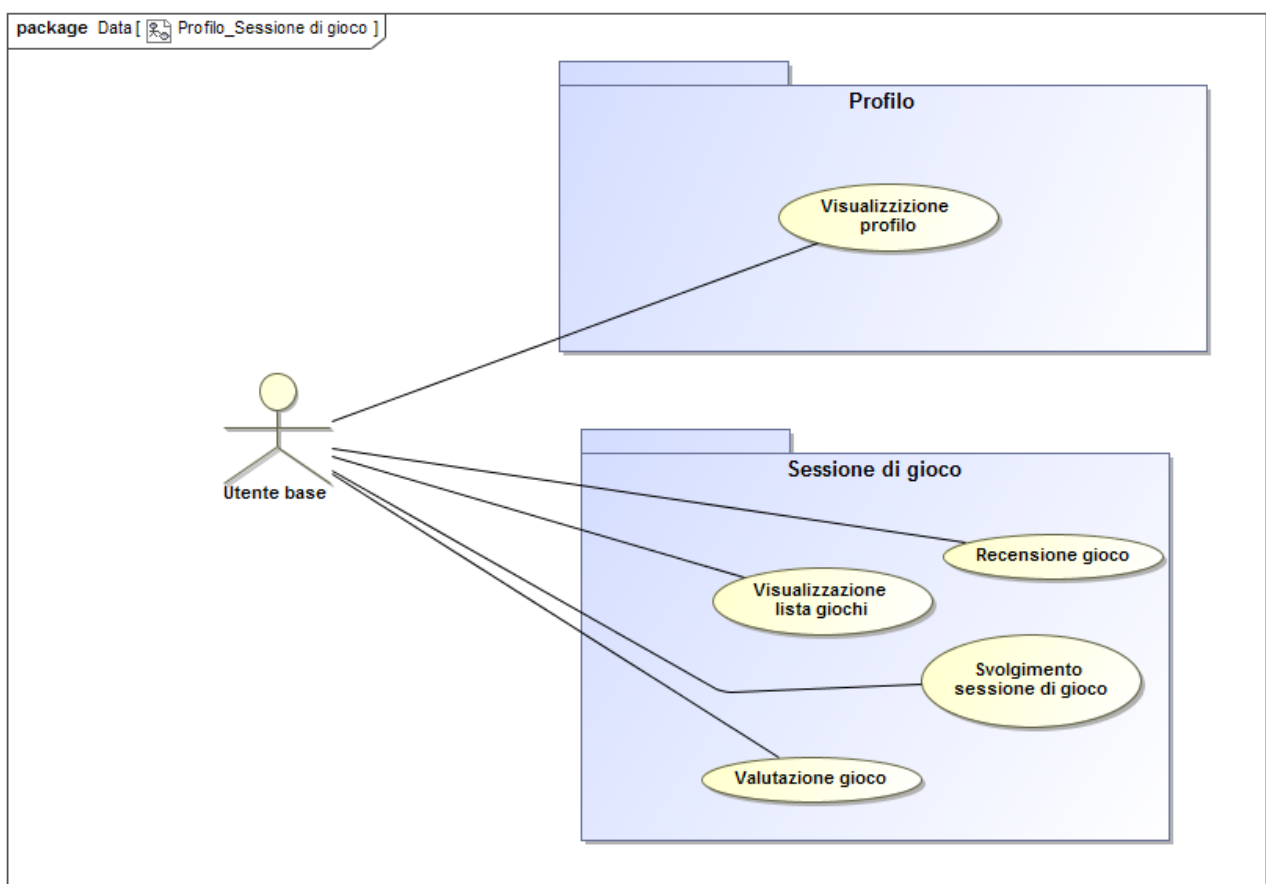 package Data [ Profilo_Sessione di gioco ]
Profilo
Visualizzizione
profilo
Utente base
Sessione di gioco
Recensione gioco
Visualizzazione
lista giochi
Svolgimento
sessione di gioco
Valutazione gioco